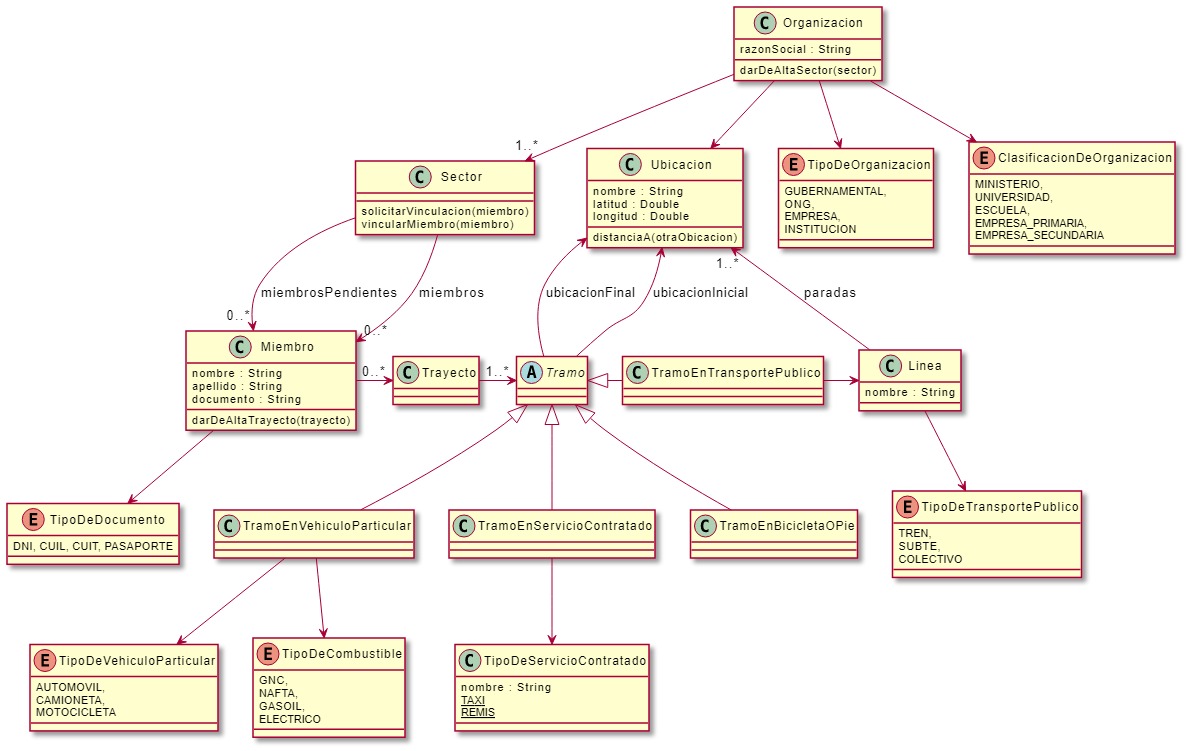 E Organizacion
razonSocial : String
darDeAltaSector(sector)
1..*
C Sector
solicitarVinculacion(miembro)
vincularMiembro(miembro)
C Ubicacion
nombre : String
latitud : Double
longitud : Double
distanciaA(otraObicacion)
E TipoDeOrganizacion
GUBERNAMENTAL,
ONG,
EMPRESA,
INSTITUCION
E ClasificacionDeOrganizacion
MINISTERIO,
UNIVERSIDAD,
ESCUELA,
EMPRESA_PRIMARIA,
EMPRESA_SECUNDARIA
1..*
miembrosPendientes
miembros
ubicacionFinal
ubicacionInicial
paradas
0..*
0..*
C Miembro
nombre : String
apellido : String
documento : String
darDeAltaTrayecto(trayecto)
0..*
C Trayecto
1..*
A Tramo
C TramoEnTransportePublico
C Linea
nombre : String
E TipoDeDocumento
DNI, CUIL, CUIT, PASAPORTE
C TramoEnVehiculoParticular
C TramoEnServicioContratado
C TramoEnBicicletaOPie
E TipoDeTransportePublico
TREN,
SUBTE,
COLECTIVO
E TipoDeVehiculoParticular
AUTOMOVIL,
CAMIONETA,
MOTOCICLETA
E TipoDeCombustible
GNC,
NAFTA,
GASOIL,
ELECTRICO
C TipoDeServicioContratado
nombre : String
TAXI
REMIS